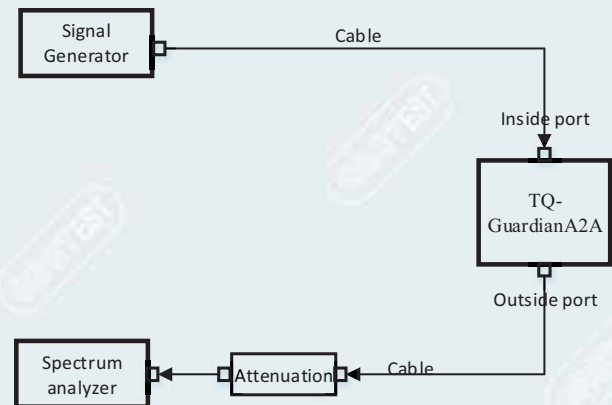 Signal
Generator
Cable
Inside port
TQ-
GuardianA2A
Outside port
Cable
Attenuation
Spectrum
analyzer